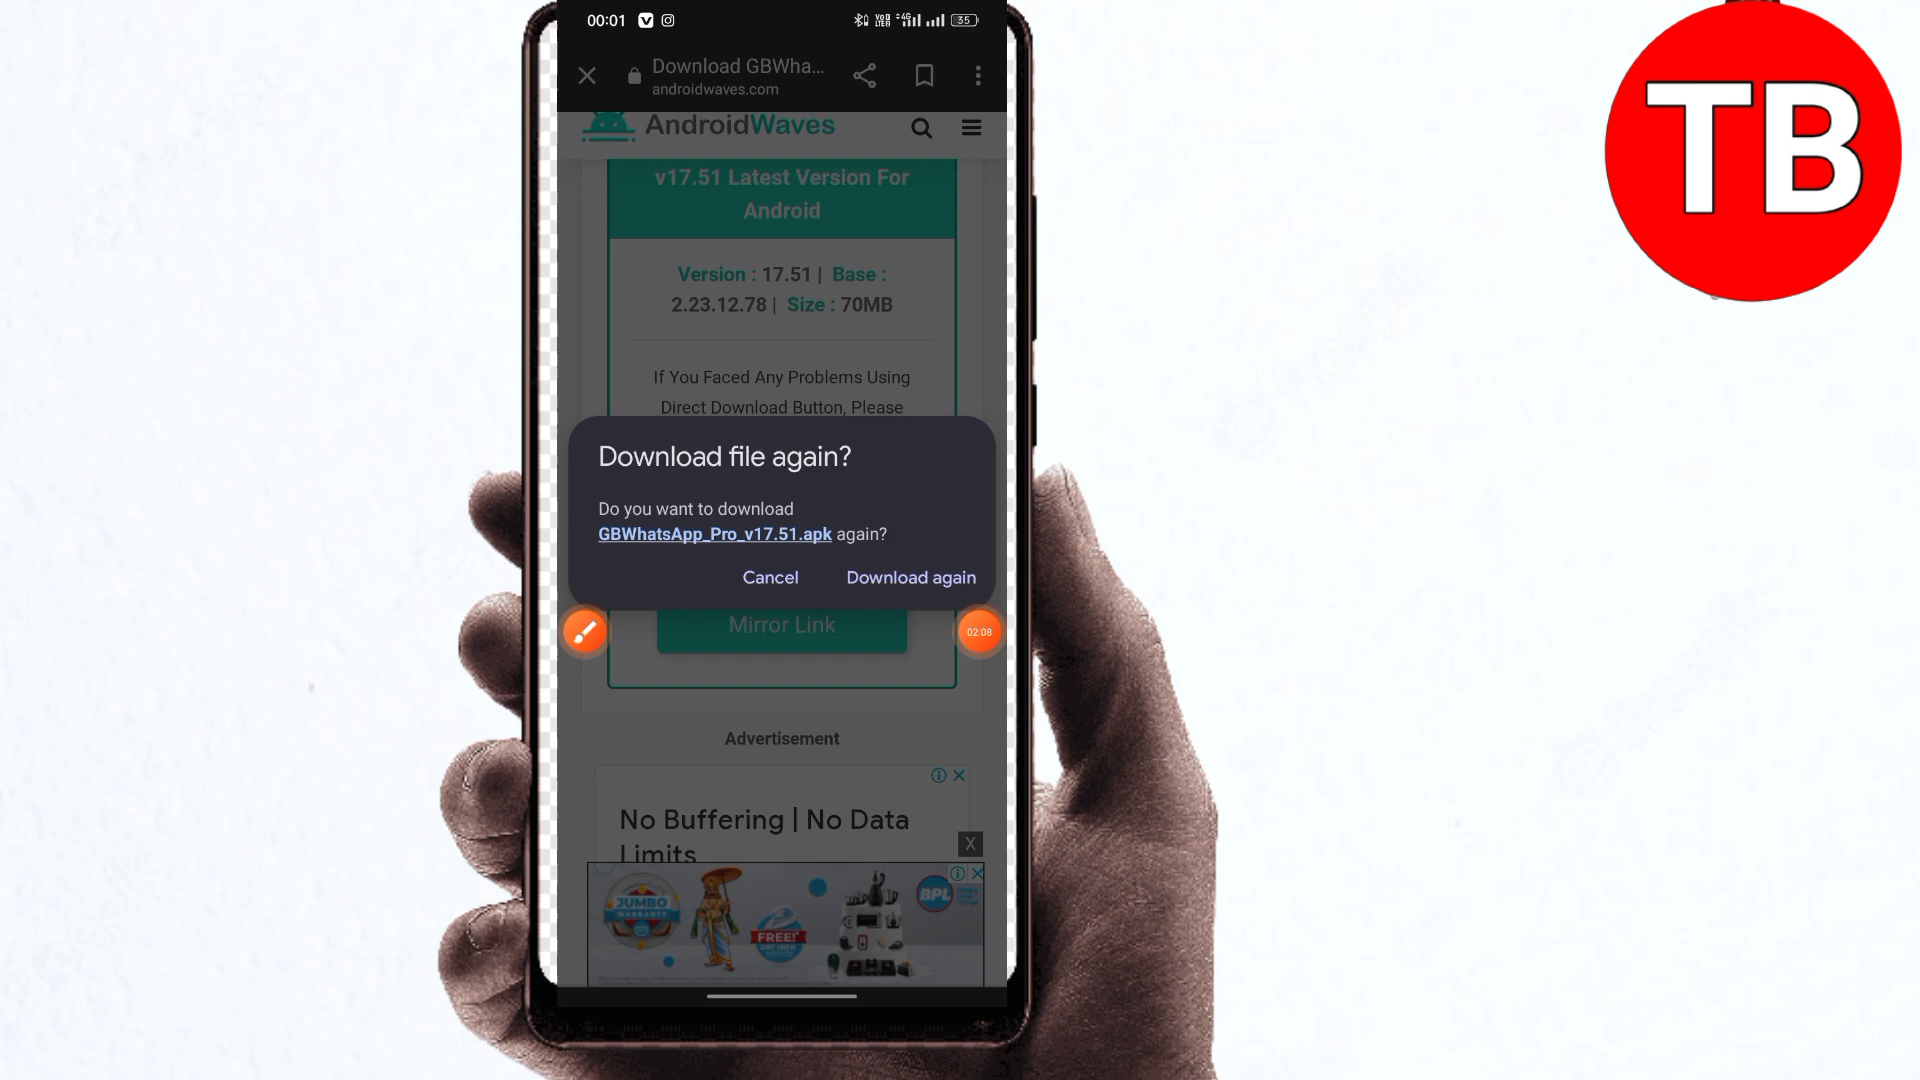 00:01 35
Download GBWha...
androidwaves.com
AndroidWaves
v17.51 Latest Version For
Android
Version : 17.51 | Base :
2.23.12.78 | Size : 70MB
If You Faced Any Problems Using
Direct Download Button, Please
Download file again?
Do you want to download
GBWhatsApp_Pro_v17.51.apk again?
Cancel Download again
Mirror Link
02:08
Advertisement
No Buffering | No Data
Limits
X
JUMBO
WARRANTY
FREE!
BPL
TB